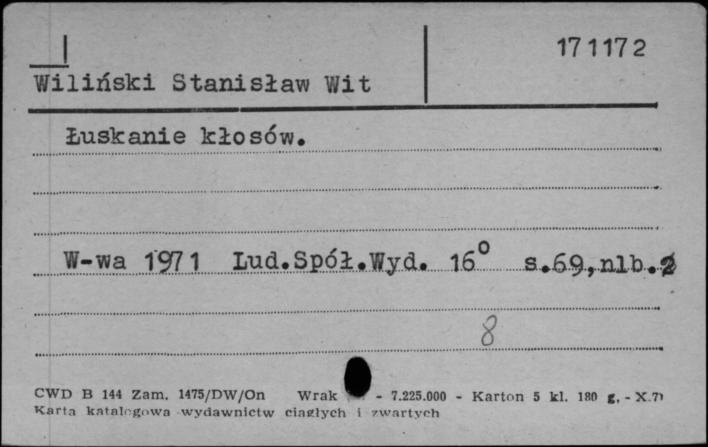 171172
Wiliński Stanisław Wit
Łuskanie kłosów.
W-wa 1971 Lud.Spół.Wyd. 16⁰ s.69,nlb.2
8
CWD B 144 Zam. 1475/DW/On Wrak - 7.225.000 - Karton 5 kl. 180 g. - X.71
Karta katalogowa wydawnictw ciągłych i zwartych